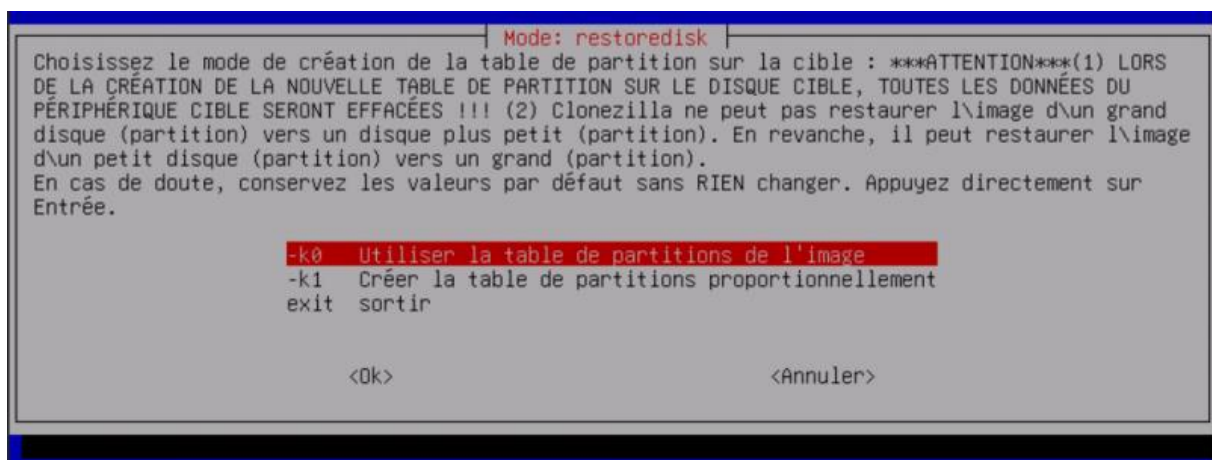 Mode: restoredisk
Choisissez le mode de création de la table de partition sur la cible : ***ATTENTION***(1) LORS
DE LA CRÉATION DE LA NOUVELLE TABLE DE PARTITION SUR LE DISQUE CIBLE, TOUTES LES DONNÉES DU
PÉRIPHÉRIQUE CIBLE SERONT EFFACÉES !!! (2) Clonezilla ne peut pas restaurer l\image d\un grand
disque (partition) vers un disque plus petit (partition). En revanche, il peut restaurer l\image
d\un petit disque (partition) vers un grand (partition).
En cas de doute, conservez les valeurs par défaut sans RIEN changer. Appuyez directement sur
Entrée.
-k0 Utiliser la table de partitions de l'image
-k1 Créer la table de partitions proportionnellement
exit sortir
<Ok> <Annuler>